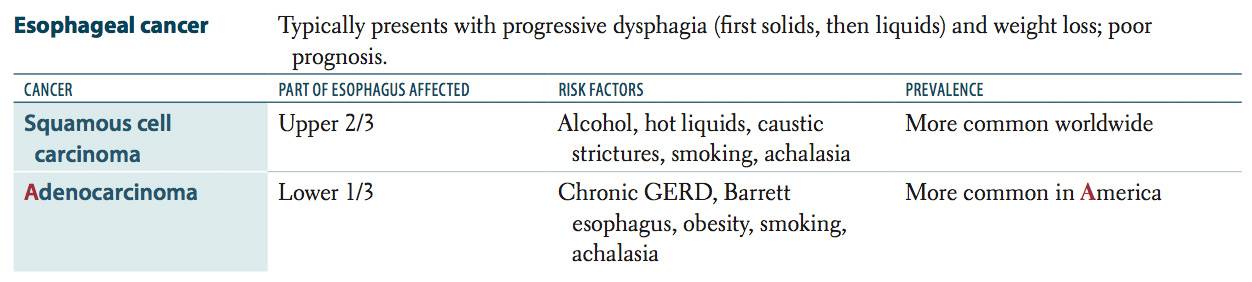 Esophageal cancer Typically presents with progressive dysphagia (first solids, then liquids) and weight loss; poor
prognosis.
CANCER PART OF ESOPHAGUS AFFECTED RISK FACTORS PREVALENCE
Squamous cell Upper 2/3 Alcohol, hot liquids, caustic More common worldwide
carcinoma strictures, smoking, achalasia
Adenocarcinoma Lower 1/3 Chronic GERD, Barrett More common in America
esophagus, obesity, smoking,
achalasia